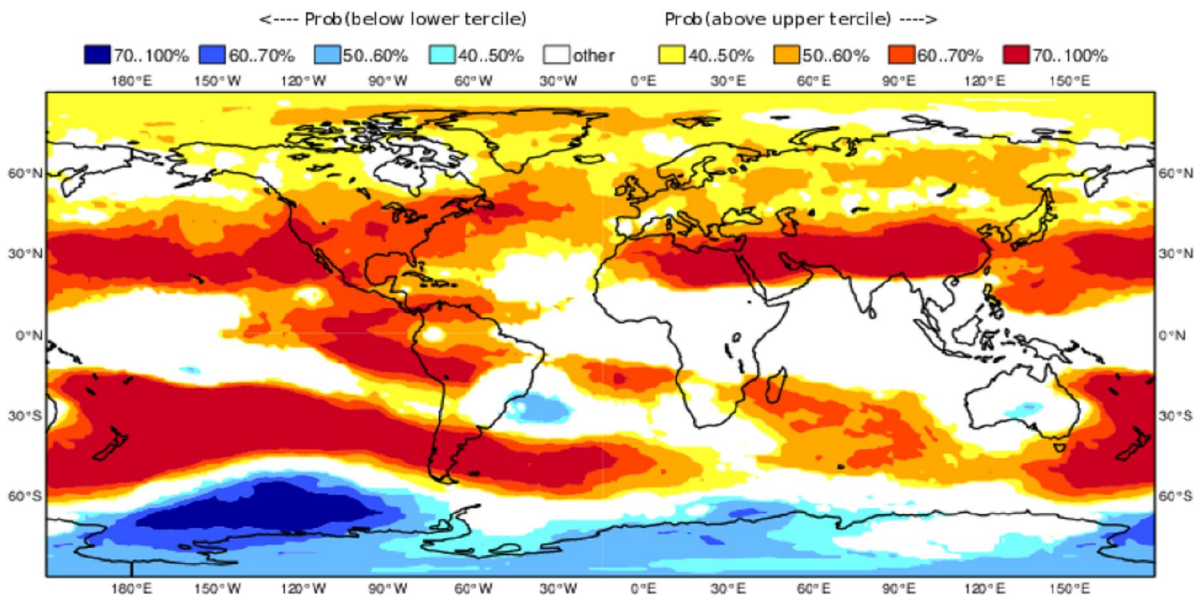 <---- Prob(below lower tercile) Prob(above upper tercile) ---->
70..100% 60..70% 50..60% 40..50% other 40..50% 50..60% 60..70% 70..100%
180°E 150°W 120°W 90°W 60°W 30°W 0°E 30°E 60°E 90°E 120°E 150°E
60°N 60°N
30°N 30°N
0°N 0°N
30°S 30°S
60°S 60°S
180°E 150°W 120°W 90°W 60°W 30°W 0°E 30°E 60°E 90°E 120°E 150°E